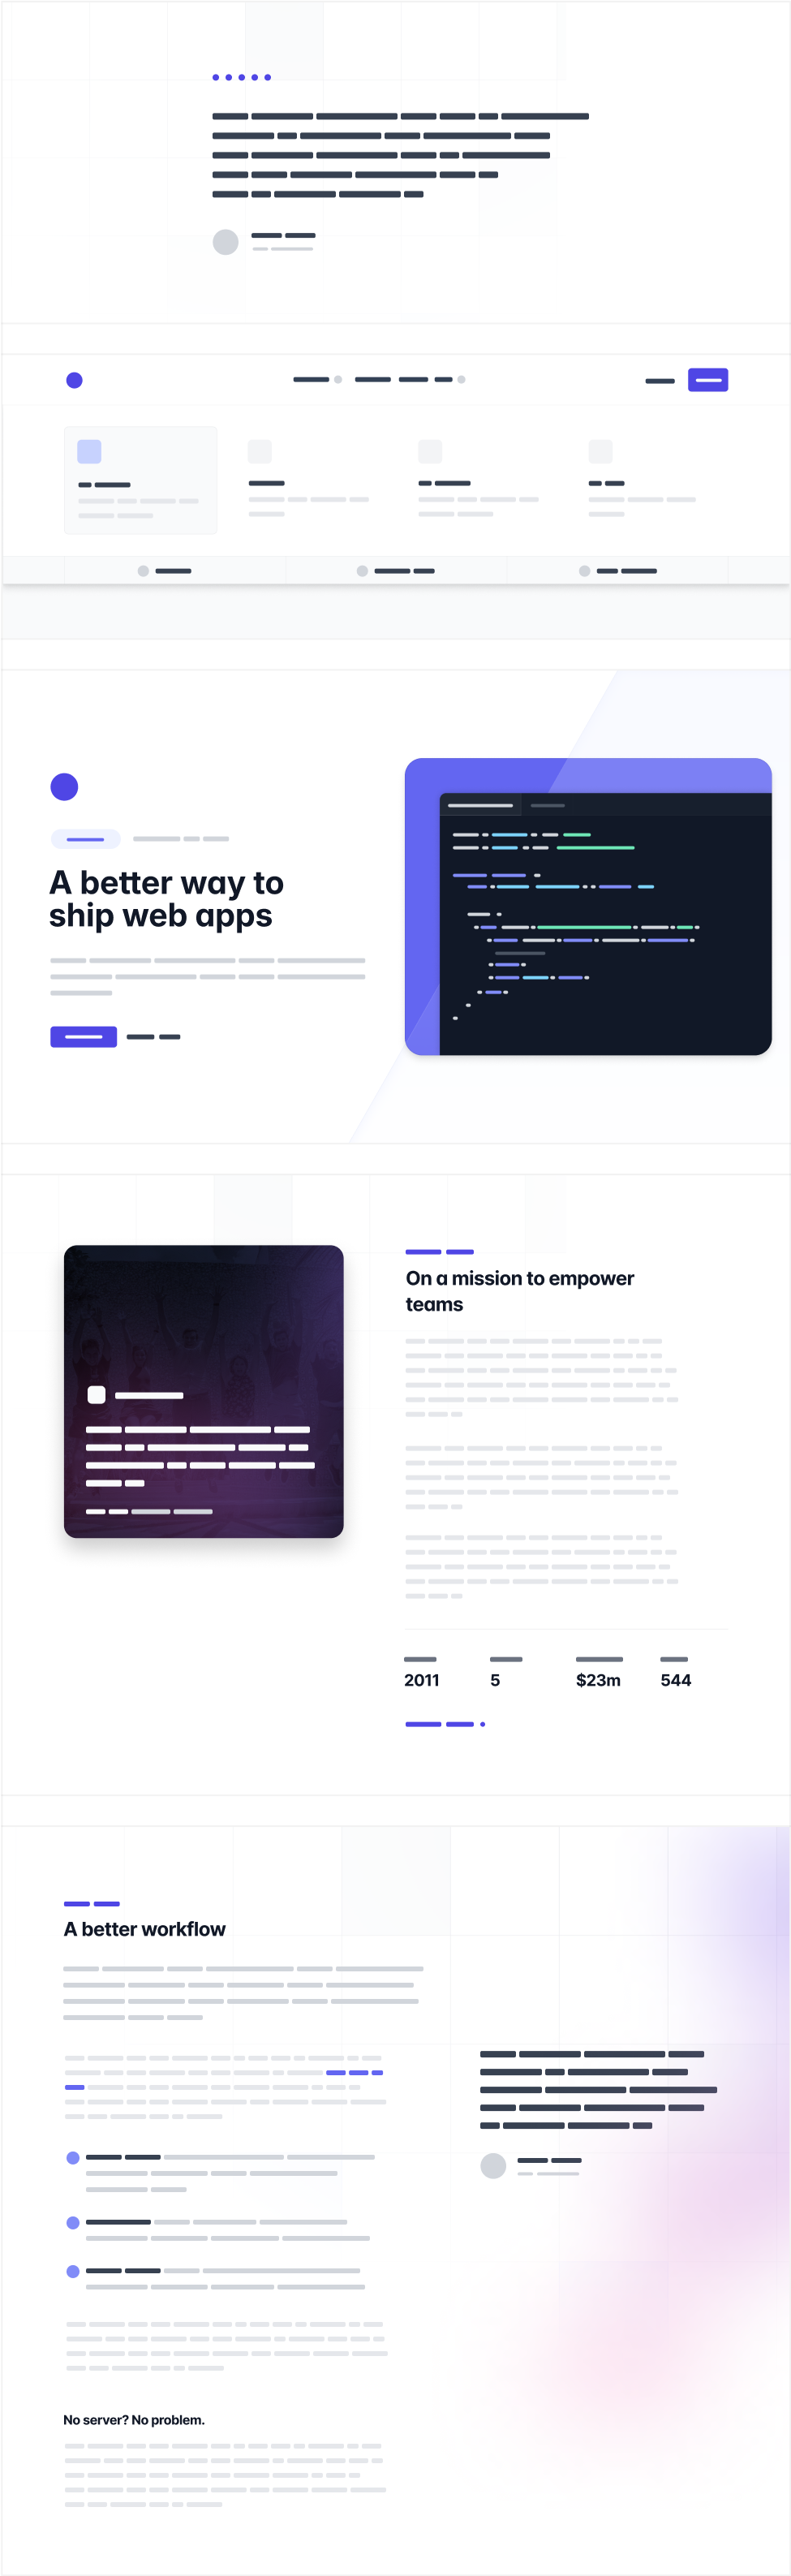 A better way to
ship web apps
On a mission to empower
teams
2011
5
$23m
544
A better workflow
No server? No problem.